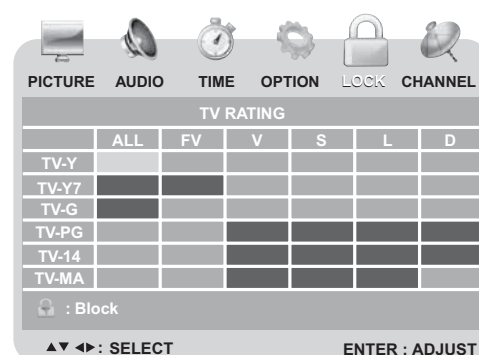 PICTURE AUDIO TIME OPTION LOCK CHANNEL
TV RATING
ALL FV V S L D
TV-Y
TV-Y7
TV-G
TV-PG
TV-14
TV-MA
: Block
▲▼ ◀▶ : SELECT ENTER : ADJUST